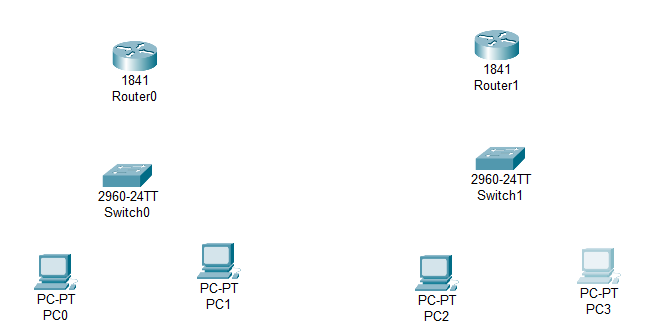 1841
Router0
1841
Router1
2960-24TT
Switch0
2960-24TT
Switch1
PC-PT
PC0
PC-PT
PC1
PC-PT
PC2
PC-PT
PC3